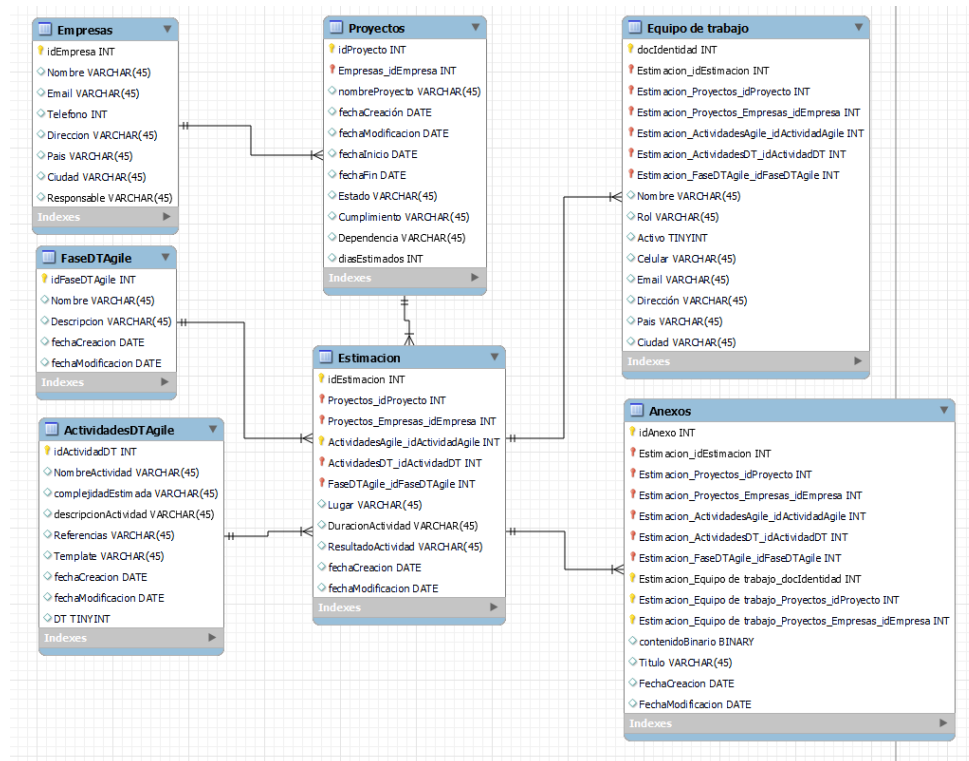 Empresas
idEmpresa INT
Nombre VARCHAR(45)
Email VARCHAR(45)
Telefono INT
Direccion VARCHAR(45)
Pais VARCHAR(45)
Ciudad VARCHAR(45)
Responsable VARCHAR(45)
Indexes
Proyectos
idProyecto INT
Empresas_idEmpresa INT
nombreProyecto VARCHAR(45)
fechaCreación DATE
fechaModificacion DATE
fechaInicio DATE
fechaFin DATE
Estado VARCHAR(45)
Cumplimiento VARCHAR(45)
Dependencia VARCHAR(45)
diasEstimados INT
Indexes
Equipo de trabajo
docIdentidad INT
Estimacion_idEstimacion INT
Estimacion_Proyectos_idProyecto INT
Estimacion_Proyectos_Empresas_idEmpresa INT
Estimacion_ActividadesAgile_idActividadAgile INT
Estimacion_ActividadesDT_idActividadDT INT
Estimacion_FaseDTAgile_idFaseDTAgile INT
Nombre VARCHAR(45)
Rol VARCHAR(45)
Activo TINYINT
Celular VARCHAR(45)
Email VARCHAR(45)
Dirección VARCHAR(45)
Pais VARCHAR(45)
Ciudad VARCHAR(45)
Indexes
FaseDTAgile
idFaseDTAgile INT
Nombre VARCHAR(45)
Descripcion VARCHAR(45)
fechaCreacion DATE
fechaModificacion DATE
Indexes
Estimacion
idEstimacion INT
Proyectos_idProyecto INT
Proyectos_Empresas_idEmpresa INT
ActividadesAgile_idActividadAgile INT
ActividadesDT_idActividadDT INT
FaseDTAgile_idFaseDTAgile INT
Lugar VARCHAR(45)
DuracionActividad VARCHAR(45)
ResultadoActividad VARCHAR(45)
fechaCreacion DATE
fechaModificacion DATE
Indexes
ActividadesDTAgile
idActividadDT INT
NombreActividad VARCHAR(45)
complejidadEstimada VARCHAR(45)
descripcionActividad VARCHAR(45)
Referencias VARCHAR(45)
Template VARCHAR(45)
fechaCreacion DATE
fechaModificacion DATE
DT TINYINT
Indexes
Anexos
idAnexo INT
Estimacion_idEstimacion INT
Estimacion_Proyectos_idProyecto INT
Estimacion_Proyectos_Empresas_idEmpresa INT
Estimacion_ActividadesAgile_idActividadAgile INT
Estimacion_ActividadesDT_idActividadDT INT
Estimacion_FaseDTAgile_idFaseDTAgile INT
Estimacion_Equipo de trabajo_docIdentidad INT
Estimacion_Equipo de trabajo_Proyectos_idProyecto INT
Estimacion_Equipo de trabajo_Proyectos_Empresas_idEmpresa INT
contenidoBinario BINARY
Titulo VARCHAR(45)
FechaCreacion DATE
FechaModificacion DATE
Indexes